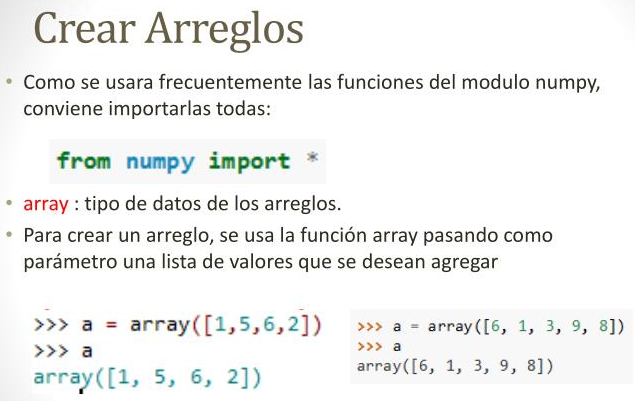 Crear Arreglos
• Como se usara frecuentemente las funciones del modulo numpy,
conviene importarlas todas:
from numpy import *
• array : tipo de datos de los arreglos.
• Para crear un arreglo, se usa la función array pasando como
parámetro una lista de valores que se desean agregar
>>> a = array([1,5,6,2])
>>> a
array([1, 5, 6, 2])
>>> a = array([6, 1, 3, 9, 8])
>>> a
array([6, 1, 3, 9, 8])